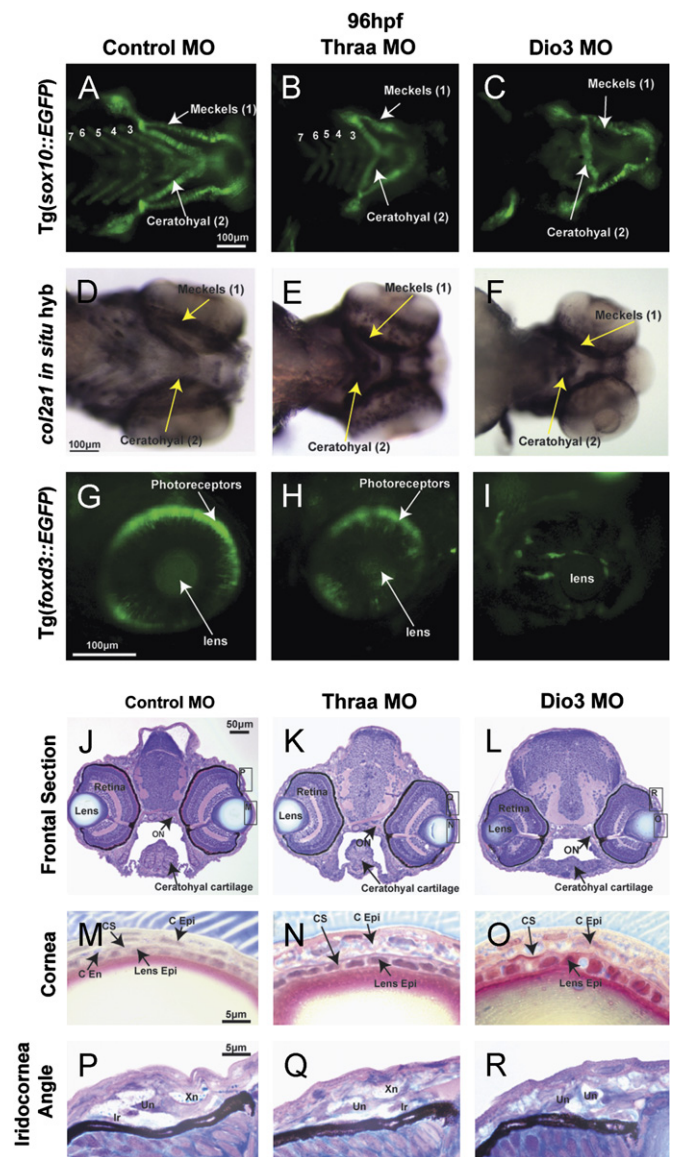 96hpf
Control MO Thraa MO Dio3 MO
Tg(sox10::EGFP)
A
Meckels (1)
7 6 5 4 3
Ceratohyal (2)
100µm
B
Meckels (1)
7 6 5 4 3
Ceratohyal (2)
C
Meckels (1)
Ceratohyal (2)
col2a1 in situ hyb
D
Meckels (1)
Ceratohyal (2)
100µm
E
Meckels (1)
Ceratohyal (2)
F
Meckels (1)
Ceratohyal (2)
Tg(foxd3::EGFP)
G
Photoreceptors
lens
100µm
H
Photoreceptors
lens
I
lens
Control MO Thraa MO Dio3 MO
Frontal Section
J
50µm
P
Retina
Lens
M
ON
Ceratohyal cartilage
K
Q
Retina
Lens
N
ON
Ceratohyal cartilage
L
R
Retina
Lens
O
ON
Ceratohyal cartilage
Cornea
M
CS
C Epi
C En
Lens Epi
5µm
N
CS
C Epi
Lens Epi
O
CS
C Epi
Lens Epi
Iridocornea
Angle
P
5µm
Xn
Un
Ir
Q
Xn
Un
Ir
R
Un
Un